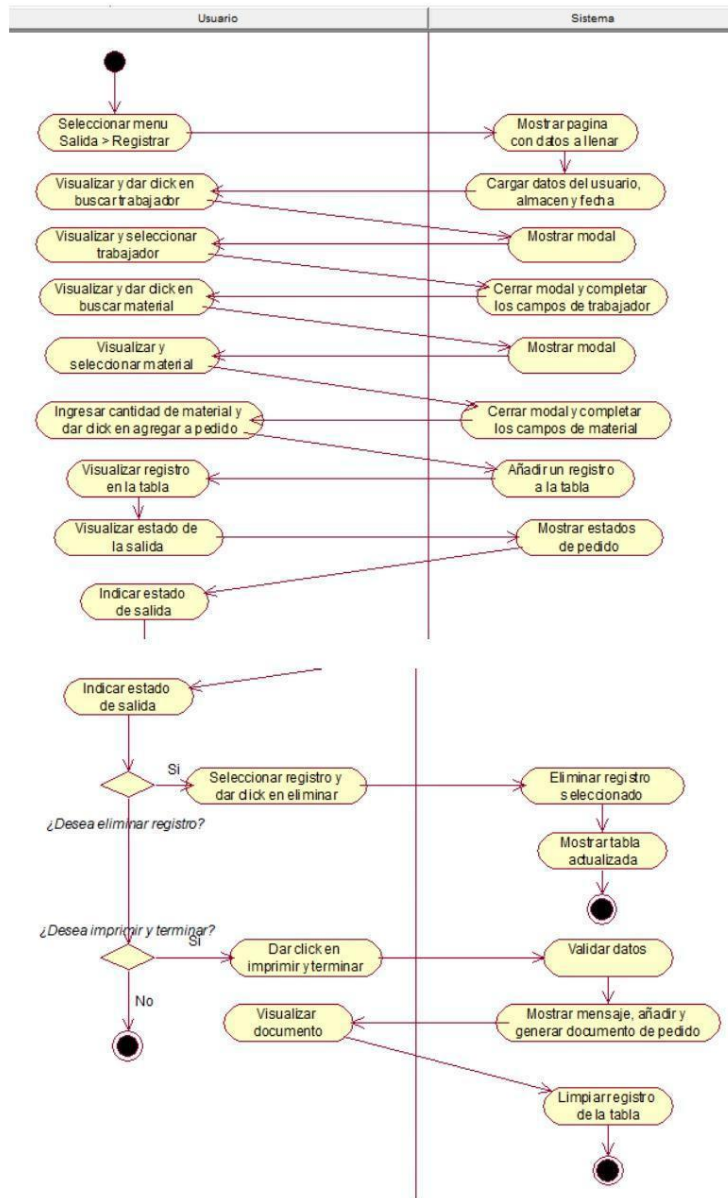 Usuario
Sistema
Seleccionar menu
Salida > Registrar
Mostrar pagina
con datos a llenar
Visualizar y dar click en
buscar trabajador
Cargar datos del usuario,
almacen y fecha
Mostrar modal
Visualizar y seleccionar
trabajador
Cerrar modal y completar
los campos de trabajador
Visualizar y dar click en
buscar material
Mostrar modal
Visualizar y
seleccionar material
Cerrar modal y completar
los campos de material
Ingresar cantidad de material y
dar click en agregar a pedido
Añadir un registro
a la tabla
Visualizar registro
en la tabla
Visualizar estado de
la salida
Mostrar estados
de pedido
Indicar estado
de salida
Indicar estado
de salida
Si
Seleccionar registro y
dar click en eliminar
Eliminar registro
seleccionado
¿Desea eliminar registro?
Mostrar tabla
actualizada
¿Desea imprimir y terminar?
Si
Dar click en
imprimir y terminar
Validar datos
No
Visualizar
documento
Mostrar mensaje, añadir y
generar documento de pedido
Limpiar registro
de la tabla